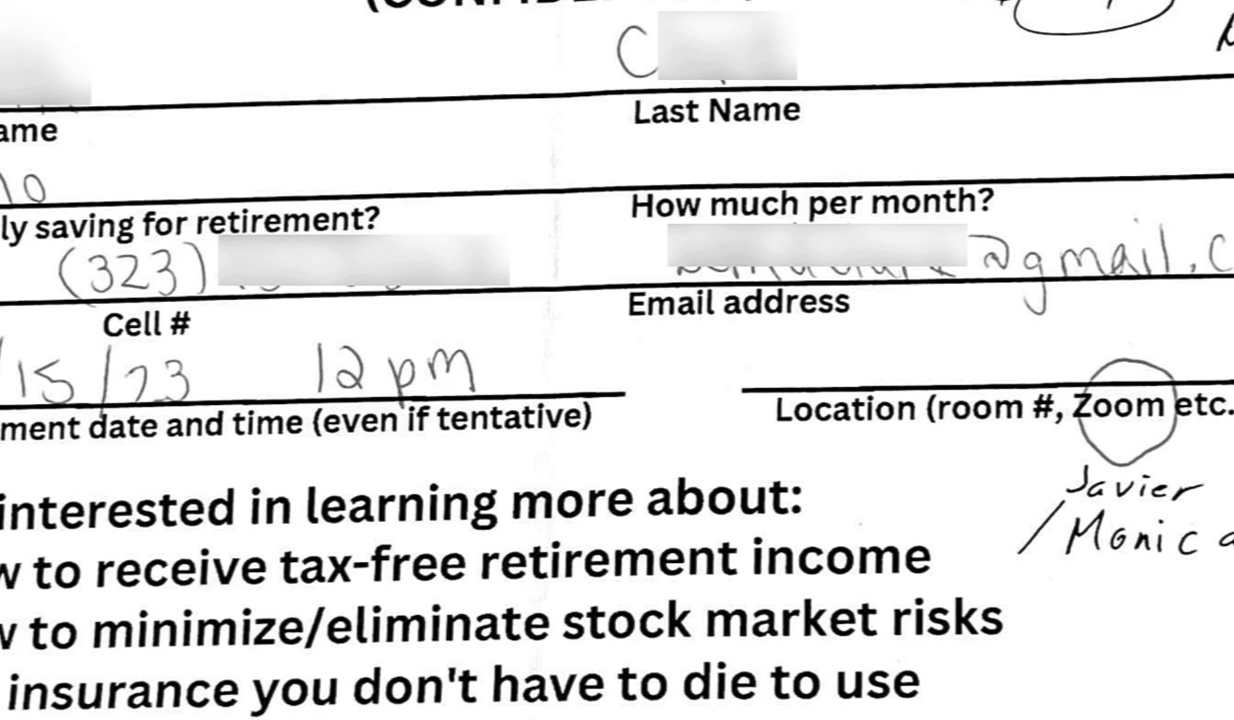 C
ame
Last Name
10
ly saving for retirement?
How much per month?
(323)
@gmail.c
Cell #
Email address
/15/23 12pm
ment date and time (even if tentative)
Location (room #, Zoom etc.
Javier
/Monica
interested in learning more about:
w to receive tax-free retirement income
w to minimize/eliminate stock market risks
insurance you don't have to die to use